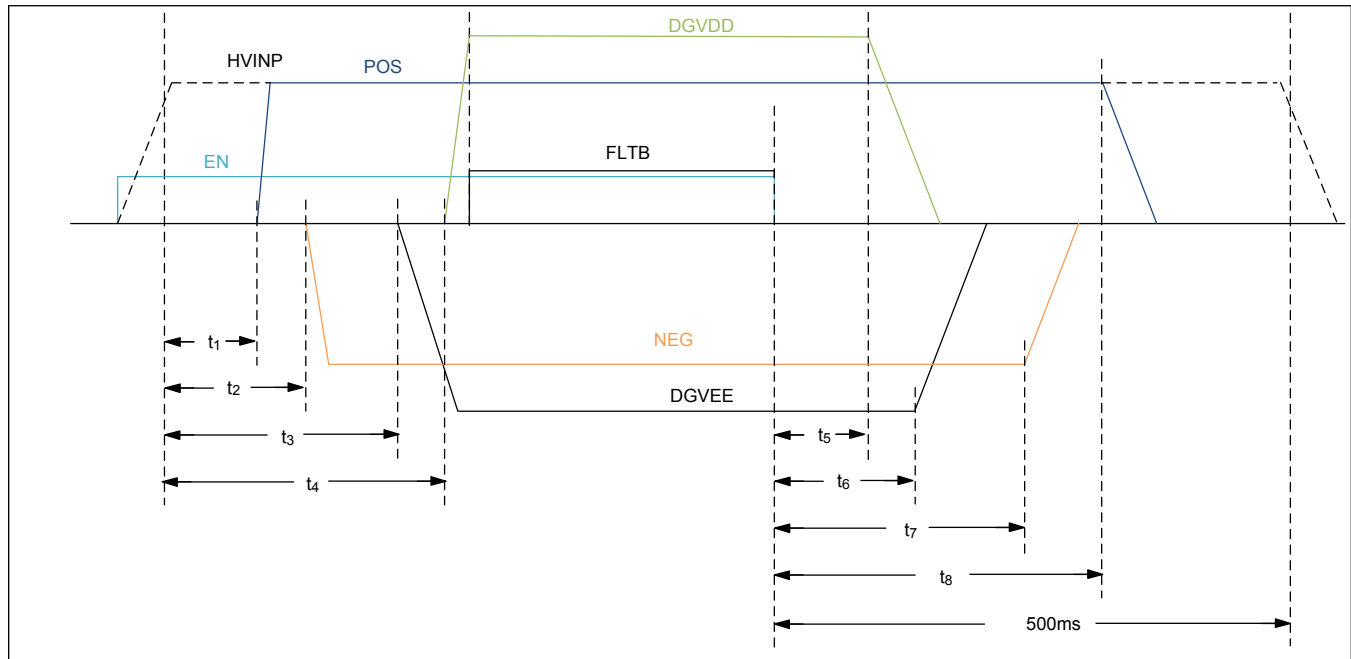 DGVDD
HVINP
POS
FLTB
EN
NEG
DGVEE
t1
t2
t3
t4
t5
t6
t7
t8
500ms